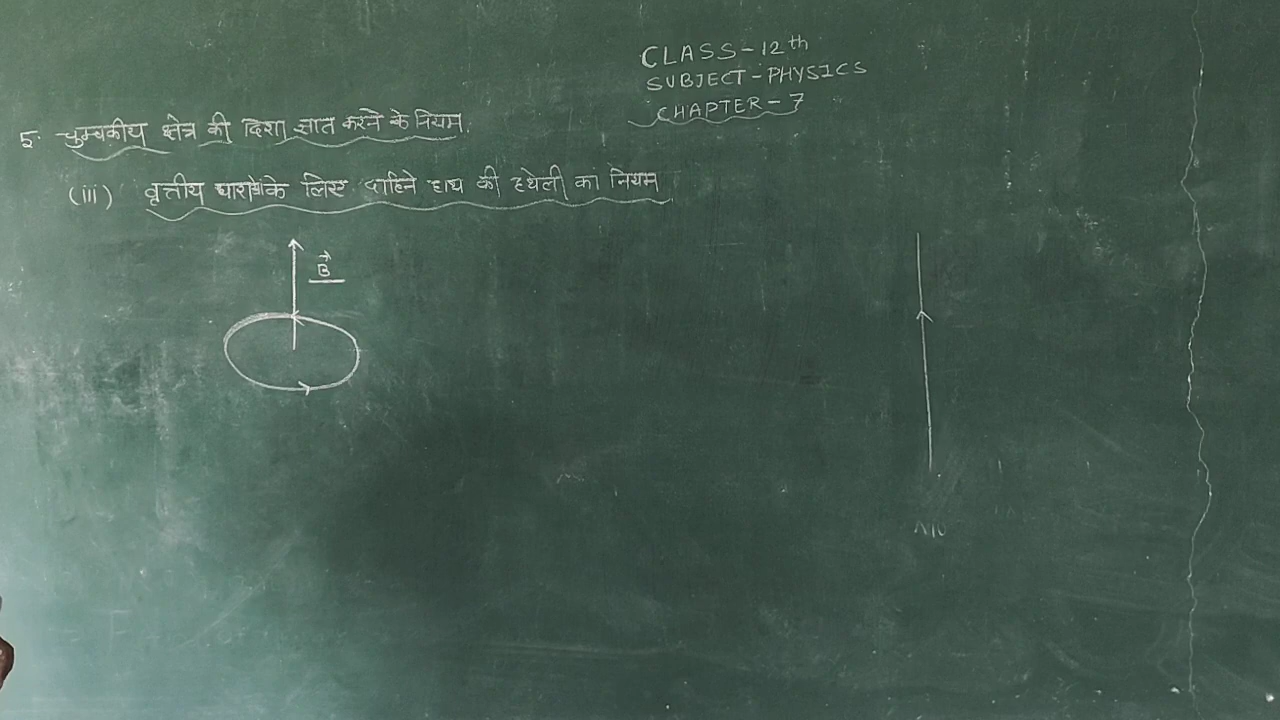 CLASS-12th
SUBJECT-PHYSICS
CHAPTER-7
5. चुम्बकीय क्षेत्र की दिशा ज्ञात करने के नियम.
(iii) वृत्तीय धारा के लिए दाहिने हाथ की हथेली का नियम
B